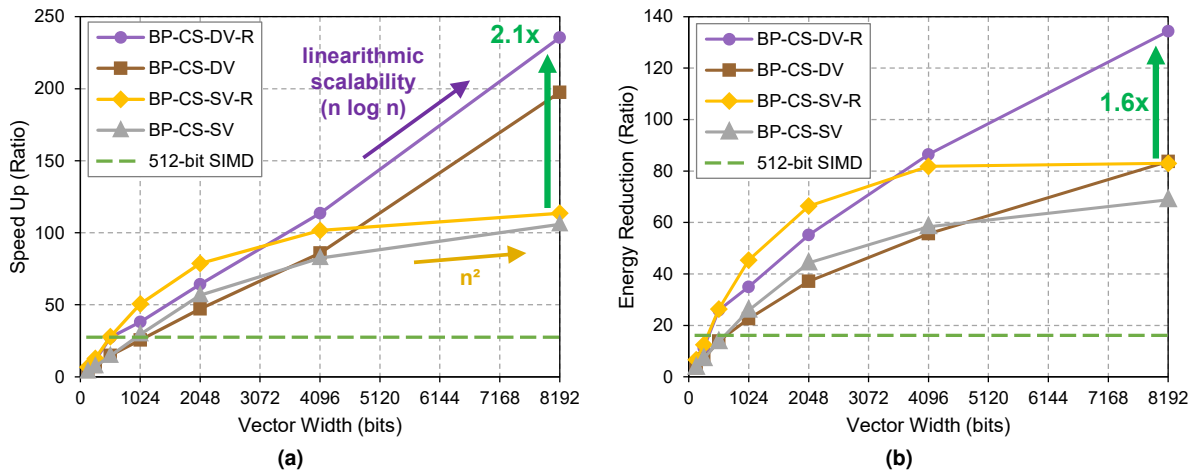 250
200
150
100
50
0
Speed Up (Ratio)
BP-CS-DV-R
BP-CS-DV
BP-CS-SV-R
BP-CS-SV
512-bit SIMD
linearithmic
scalability
(n log n)
2.1x
n²
0 1024 2048 3072 4096 5120 6144 7168 8192
Vector Width (bits)
(a)
140
120
100
80
60
40
20
0
Energy Reduction (Ratio)
BP-CS-DV-R
BP-CS-DV
BP-CS-SV-R
BP-CS-SV
512-bit SIMD
1.6x
0 1024 2048 3072 4096 5120 6144 7168 8192
Vector Width (bits)
(b)